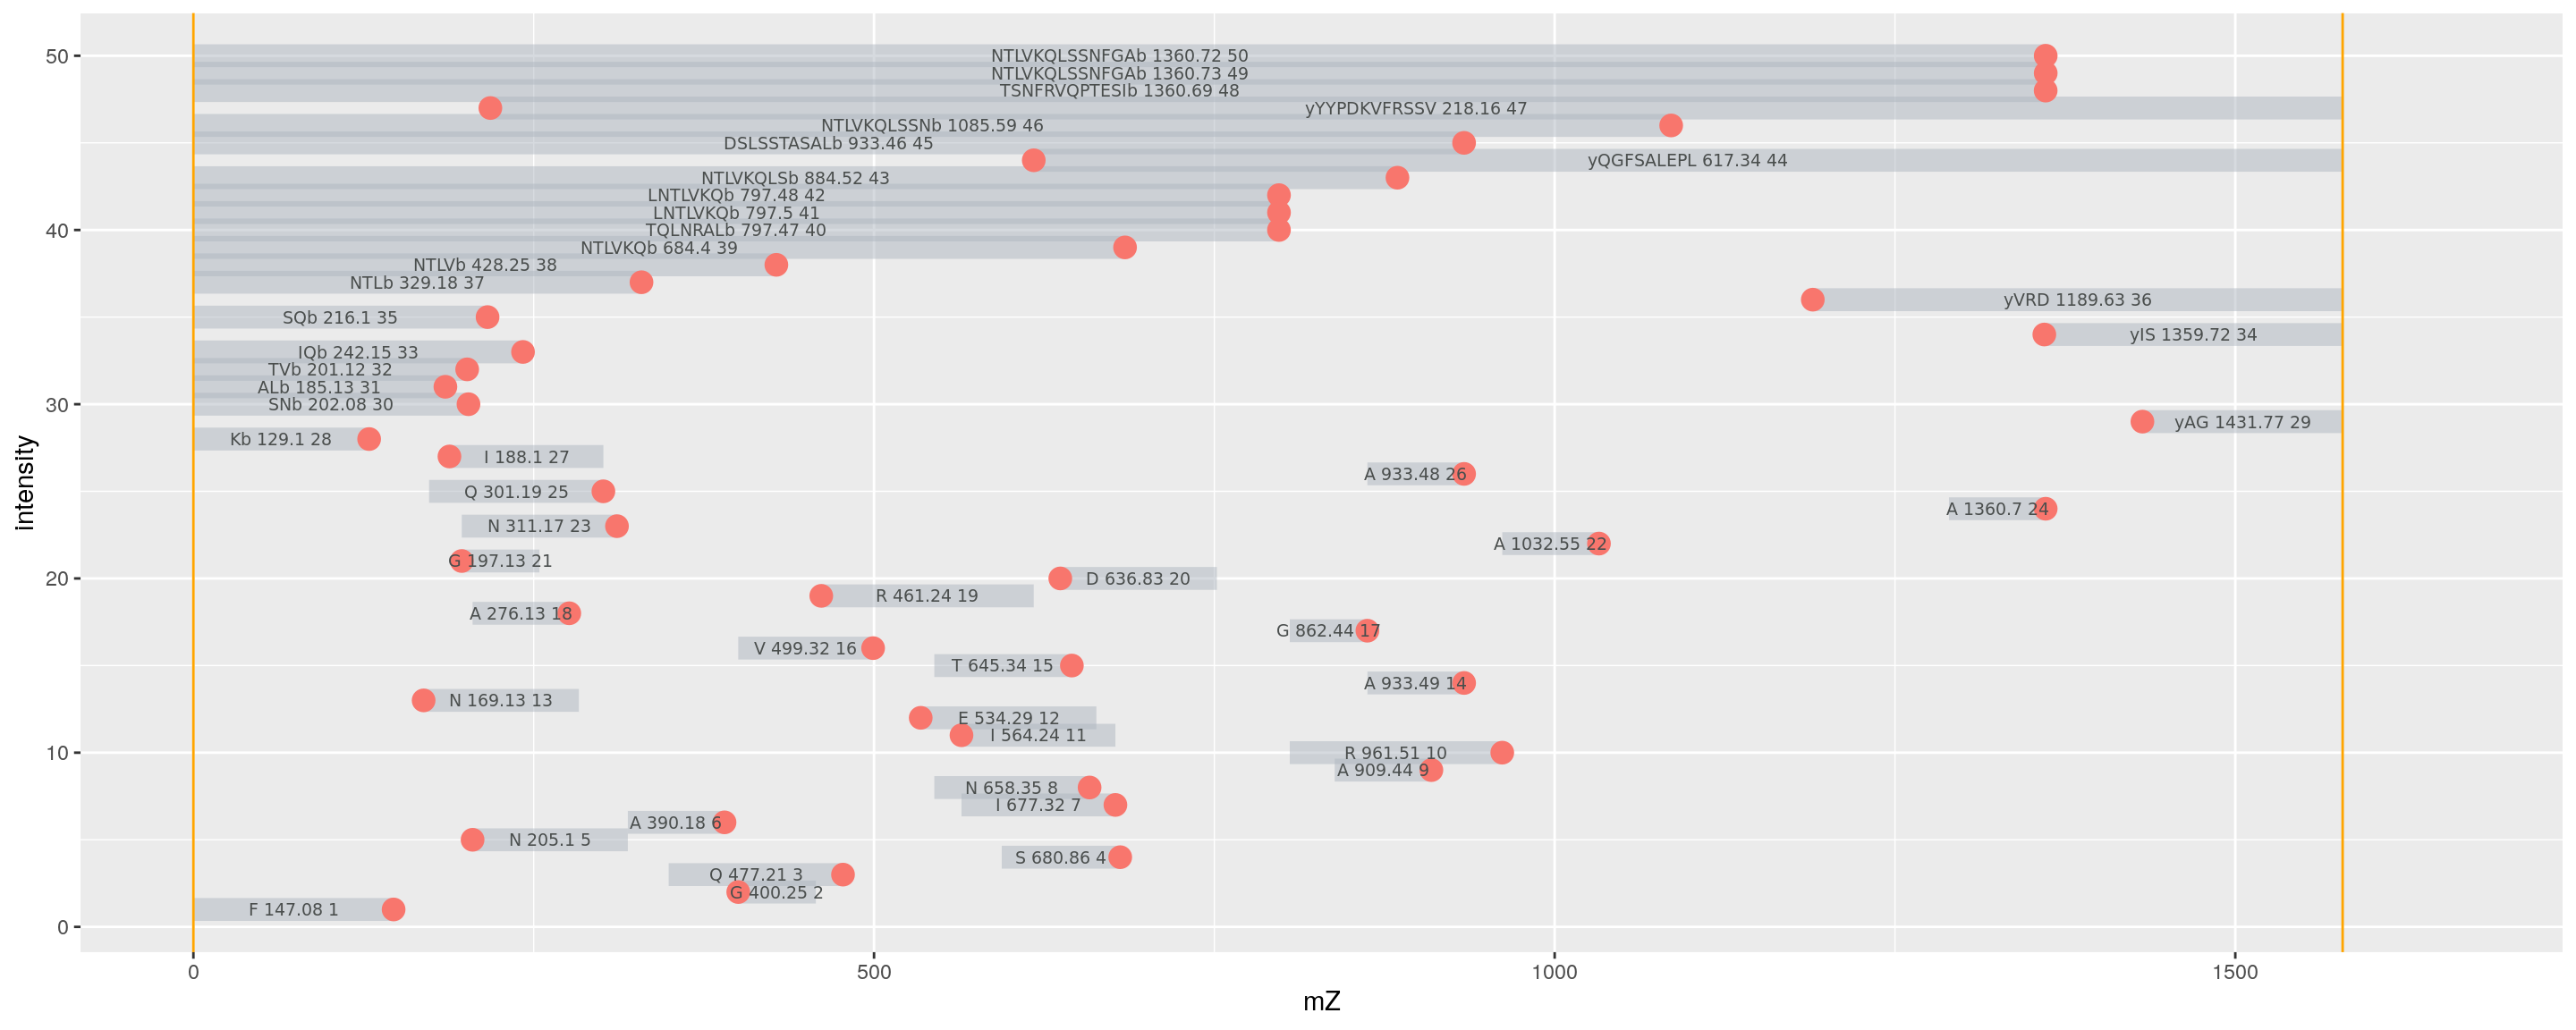 50
NTLVKQLSSNFGAb 1360.72 50
NTLVKQLSSNFGAb 1360.73 49
TSNFRVQPTESIb 1360.69 48
yYYPDKVFRSSV 218.16 47
NTLVKQLSSNb 1085.59 46
DSLSSTASALb 933.46 45
yQGFSALEPL 617.34 44
NTLVKQLSb 884.52 43
LNTLVKQb 797.48 42
LNTLVKQb 797.5 41
40
TQLNRALb 797.47 40
NTLVKQb 684.4 39
NTLVb 428.25 38
NTLb 329.18 37
yVRD 1189.63 36
SQb 216.1 35
yIS 1359.72 34
IQb 242.15 33
TVb 201.12 32
ALb 185.13 31
30
SNb 202.08 30
yAG 1431.77 29
Kb 129.1 28
I 188.1 27
A 933.48 26
Q 301.19 25
A 1360.7 24
N 311.17 23
A 1032.55 22
G 197.13 21
20
D 636.83 20
R 461.24 19
A 276.13 18
G 862.44 17
V 499.32 16
T 645.34 15
A 933.49 14
N 169.13 13
E 534.29 12
I 564.24 11
10
R 961.51 10
A 909.44 9
N 658.35 8
I 677.32 7
A 390.18 6
N 205.1 5
S 680.86 4
Q 477.21 3
G 400.25 2
F 147.08 1
0
intensity
0 500 1000 1500
mZ